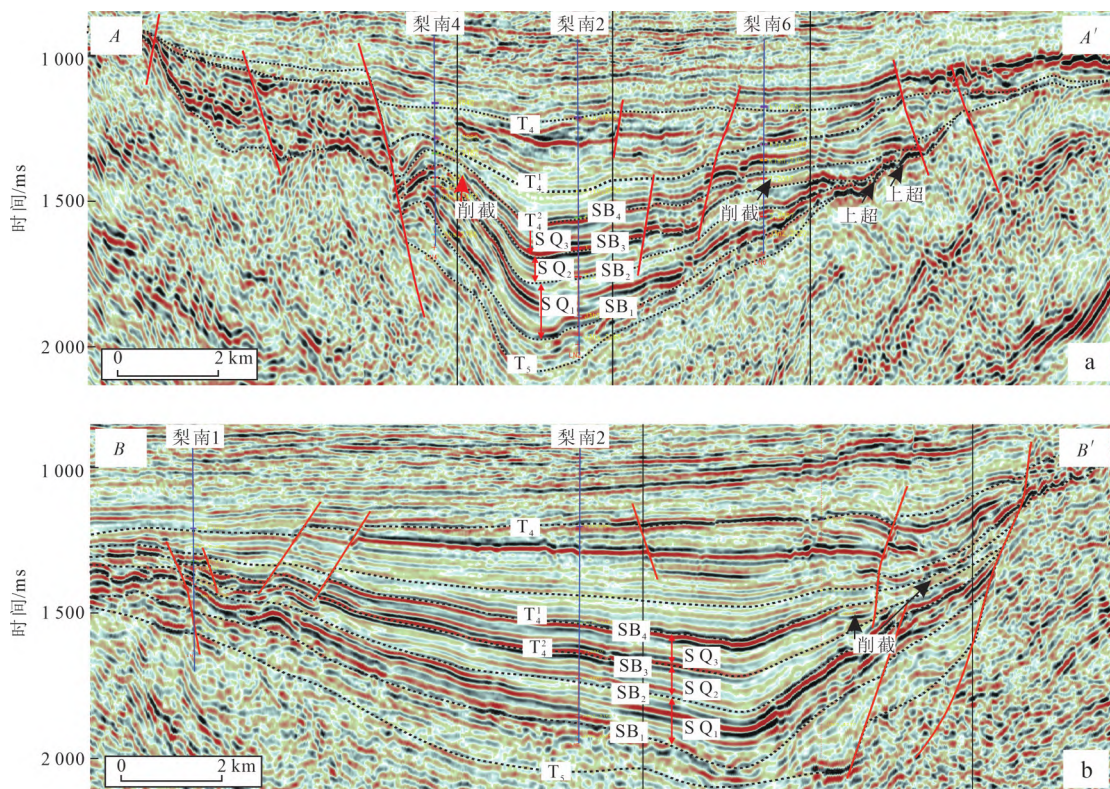 A
梨南4
梨南2
梨南6
A′
1 000
1 500
2 000
时间/ms
T₄
T₄¹
T₄²
削截
削截
上超
上超
SB₄
SQ₃
SB₃
SQ₂
SB₂
SQ₁
SB₁
T₅
0
2 km
a
B
梨南1
梨南2
B′
1 000
1 500
2 000
时间/ms
T₄
T₄¹
SB₄
T₄²
SQ₃
SB₃
SQ₂
SB₂
SQ₁
SB₁
T₅
削截
0
2 km
b